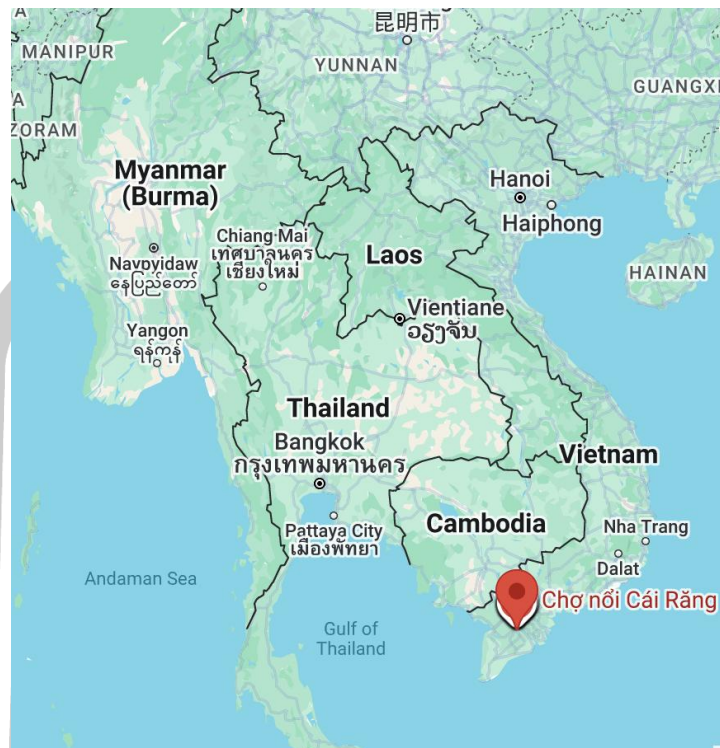 A
昆明市
MANIPUR
YUNNAN
GUANGXI
A
ZORAM
Myanmar
(Burma)
Hanoi
Haiphong
Chiang Mai
เทศบาลนคร
เชียงใหม่
Laos
Naypyidaw
နေပြည်တော်
HAINAN
Vientiane
ວຽງຈັນ
Yangon
ရန်ကုန်
Thailand
Bangkok
กรุงเทพมหานคร
Vietnam
Pattaya City
เมืองพัทยา
Cambodia
Nha Trang
Dalat
Andaman Sea
Chợ nổi Cái Răng
Gulf of
Thailand